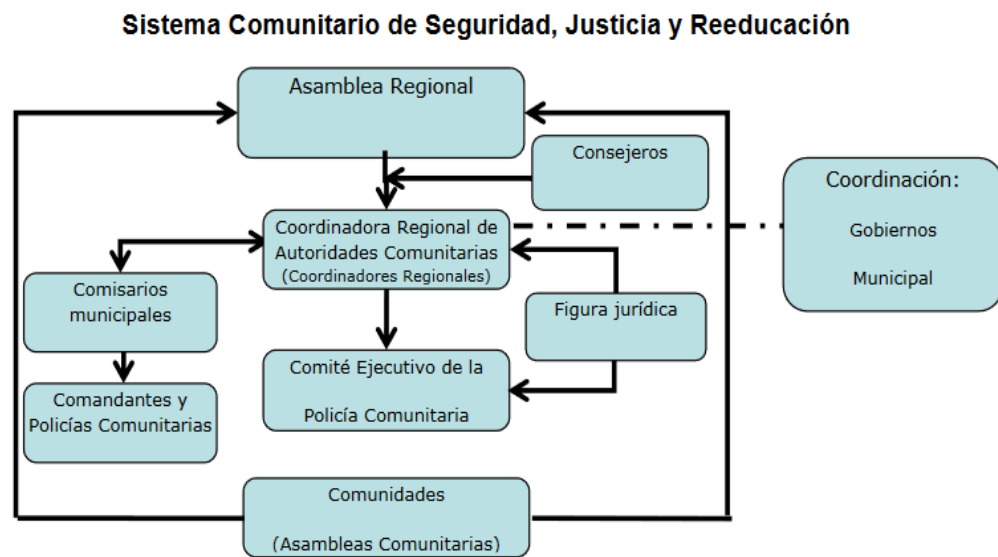 Sistema Comunitario de Seguridad, Justicia y Reeducación
Asamblea Regional
Consejeros
Coordinación:
Gobiernos
Municipal
Coordinadora Regional de
Autoridades Comunitarias
(Coordinadores Regionales)
Comisarios
municipales
Figura jurídica
Comité Ejecutivo de la
Policía Comunitaria
Comandantes y
Policías Comunitarias
Comunidades
(Asambleas Comunitarias)